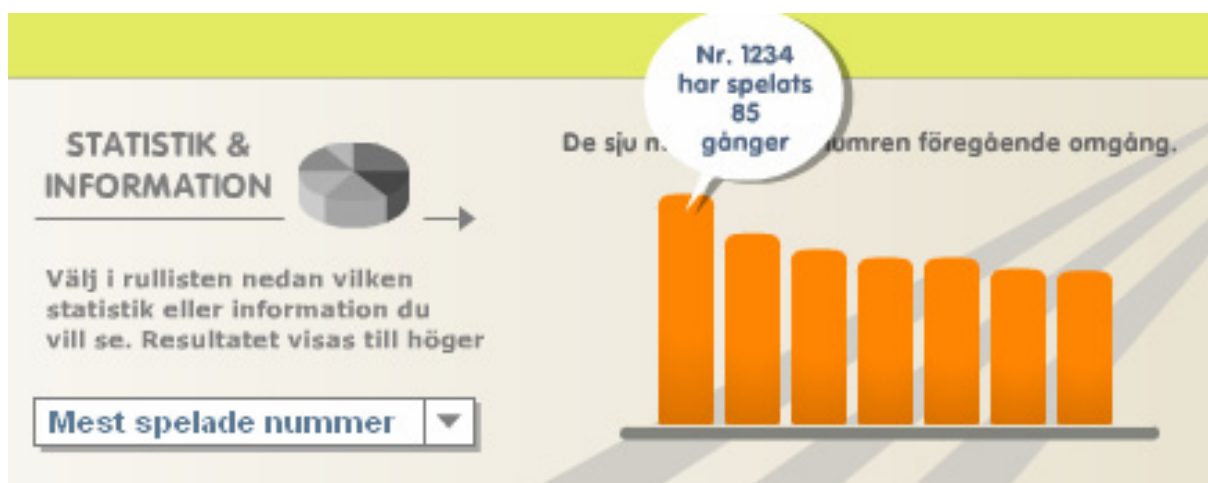 STATISTIK &
INFORMATION
Välj i rullisten nedan vilken
statistik eller information du
vill se. Resultatet visas till höger
Mest spelade nummer
Nr. 1234
har spelats
85
gånger
De sju föregående omgång.